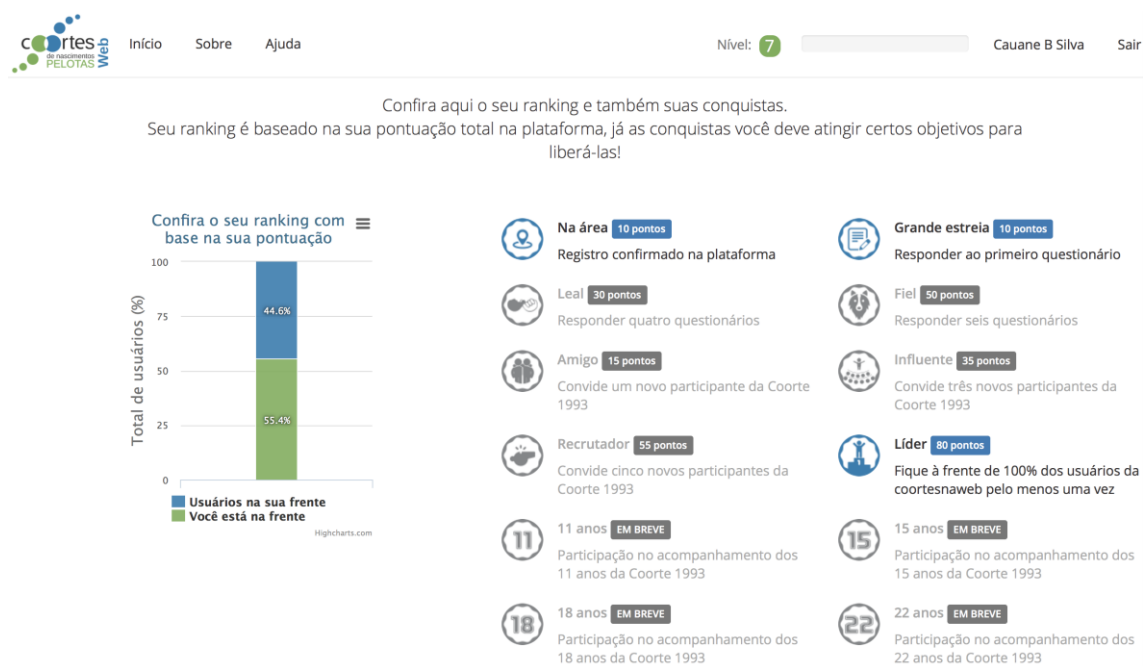 coortes
de nascimentos
PELOTAS
Web
Início
Sobre
Ajuda
Nível: 7
Cauane B Silva
Sair
Confira aqui o seu ranking e também suas conquistas.
Seu ranking é baseado na sua pontuação total na plataforma, já as conquistas você deve atingir certos objetivos para
liberá-las!
Confira o seu ranking com
base na sua pontuação
Total de usuários (%)
100
75
50
25
0
44.6%
55.4%
Usuários na sua frente
Você está na frente
Highcharts.com
Na área 10 pontos
Registro confirmado na plataforma
Grande estreia 10 pontos
Responder ao primeiro questionário
Leal 30 pontos
Responder quatro questionários
Fiel 50 pontos
Responder seis questionários
Amigo 15 pontos
Convide um novo participante da Coorte
1993
Influente 35 pontos
Convide três novos participantes da
Coorte 1993
Recrutador 55 pontos
Convide cinco novos participantes da
Coorte 1993
Líder 80 pontos
Fique à frente de 100% dos usuários da
coortesnaweb pelo menos uma vez
11
11 anos EM BREVE
Participação no acompanhamento dos
11 anos da Coorte 1993
15
15 anos EM BREVE
Participação no acompanhamento dos
15 anos da Coorte 1993
18
18 anos EM BREVE
Participação no acompanhamento dos
18 anos da Coorte 1993
22
22 anos EM BREVE
Participação no acompanhamento dos
22 anos da Coorte 1993